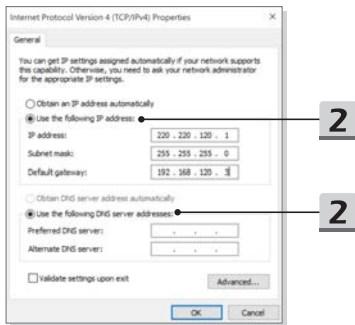 Internet Protocol Version 4 (TCP/IPv4) Properties
General
You can get IP settings assigned automatically if your network supports
this capability. Otherwise, you need to ask your network administrator
for the appropriate IP settings.
Obtain an IP address automatically
Use the following IP address:
2
IP address: 220 . 220 . 120 . 1
Subnet mask: 255 . 255 . 255 . 0
Default gateway: 192 . 168 . 120 . 3
Obtain DNS server address automatically
Use the following DNS server addresses:
2
Preferred DNS server: . . .
Alternate DNS server: . . .
Validate settings upon exit
Advanced...
OK Cancel